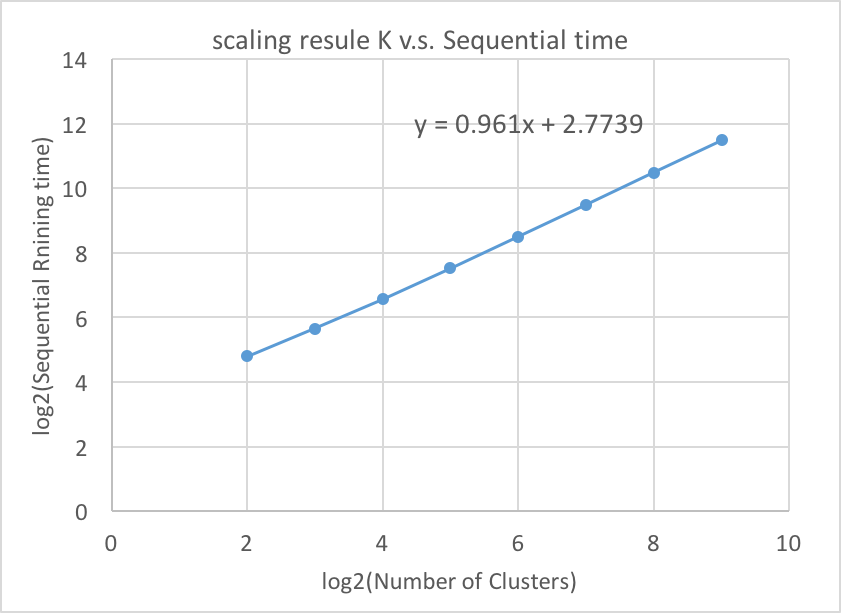 scaling resule K v.s. Sequential time
14
12
10
8
6
4
2
0
y = 0.961x + 2.7739
log2(Sequential Rnining time)
0 2 4 6 8 10
log2(Number of Clusters)